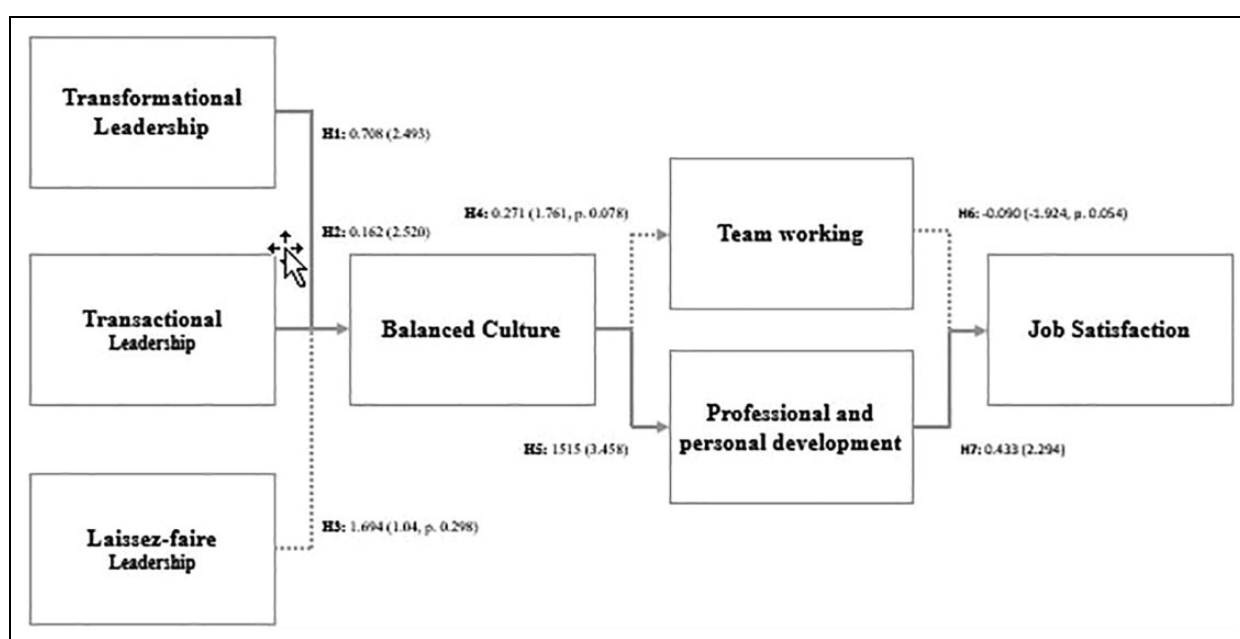 Transformational
Leadership
H1: 0.708 (2.493)
H2: 0.162 (2.520)
Transactional
Leadership
Laissez-faire
Leadership
H3: 1.694 (1.04, p. 0.298)
Balanced Culture
H4: 0.271 (1.761, p. 0.078)
H5: 1515 (3.458)
Team working
Professional and
personal development
H6: -0.090 (-1.924, p. 0.054)
H7: 0.433 (2.294)
Job Satisfaction